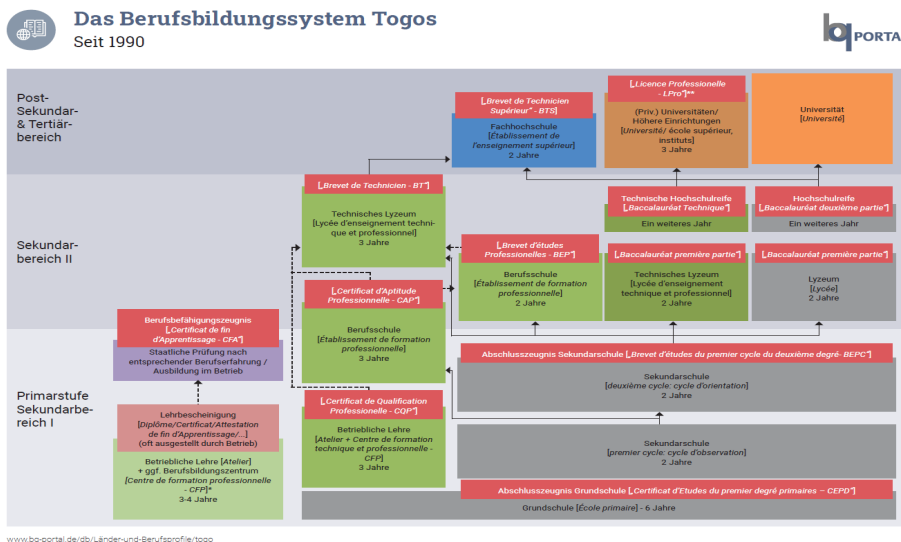 Das Berufsbildungssystem Togos
Seit 1990
bq PORTA
Post-
Sekundar-
& Tertiär-
bereich
[„Brevet de Technicien
Supérieur" - BTS]
Fachhochschule
[Établissement de
l'enseignement supérieur]
2 Jahre
[„Licence Professionelle
- LPro"]**
(Priv.) Universitäten/
Höhere Einrichtungen
[Université/ école supérieur,
instituts]
3 Jahre
Universität
[Université]
Sekundar-
bereich II
[„Brevet de Technicien - BT"]
Technisches Lyzeum
[Lycée d'enseignement techni-
que et professionnel]
3 Jahre
Technische Hochschulreife
[„Baccalauréat Technique"]
Ein weiteres Jahr
Hochschulreife
[„Baccalauréat deuxième partie"]
Ein weiteres Jahr
[„Brevet d'études
Professionelles - BEP"]
Berufsschule
[Établissement de formation
professionelle]
2 Jahre
[„Baccalauréat première partie"]
Technisches Lyzeum
[Lycée d'enseignement
technique et professionnel]
2 Jahre
[„Baccalauréat première partie"]
Lyzeum
[Lycée]
2 Jahre
[„Certificat d'Aptitude
Professionnelle - CAP"]
Berufsschule
[Établissement de formation
professionelle]
3 Jahre
Primarstufe
Sekundarbe-
reich I
Berufsbefähigungszeugnis
[„Certificat de fin
d'Apprentissage - CFA"]
Staatliche Prüfung nach
entsprechender Berufserfahrung /
Ausbildung im Betrieb
Lehrbescheinigung
[Diplôme/Certificat/Attestation
de fin d'Apprentissage/...]
(oft ausgestellt durch Betrieb)
Betriebliche Lehre [Atelier]
+ ggf. Berufsbildungszentrum
[Centre de formation professionelle
- CFP]*
3-4 Jahre
[„Certificat de Qualification
Professionelle - CQP"]
Betriebliche Lehre
[Atelier + Centre de formation
technique et professionelle -
CFP]
3 Jahre
Abschlusszeugnis Sekundarschule [„Brevet d'études du premier cycle du deuxième degré- BEPC"]
Sekundarschule
[deuxième cycle: cycle d'orientation]
2 Jahre
Sekundarschule
[premier cycle: cycle d'observation]
2 Jahre
Abschlusszeugnis Grundschule [„Certificat d'Etudes du premier degré primaires – CEPD"]
Grundschule [École primaire] - 6 Jahre
www.bq-portal.de/db/Länder-und-Berufsprofile/togo